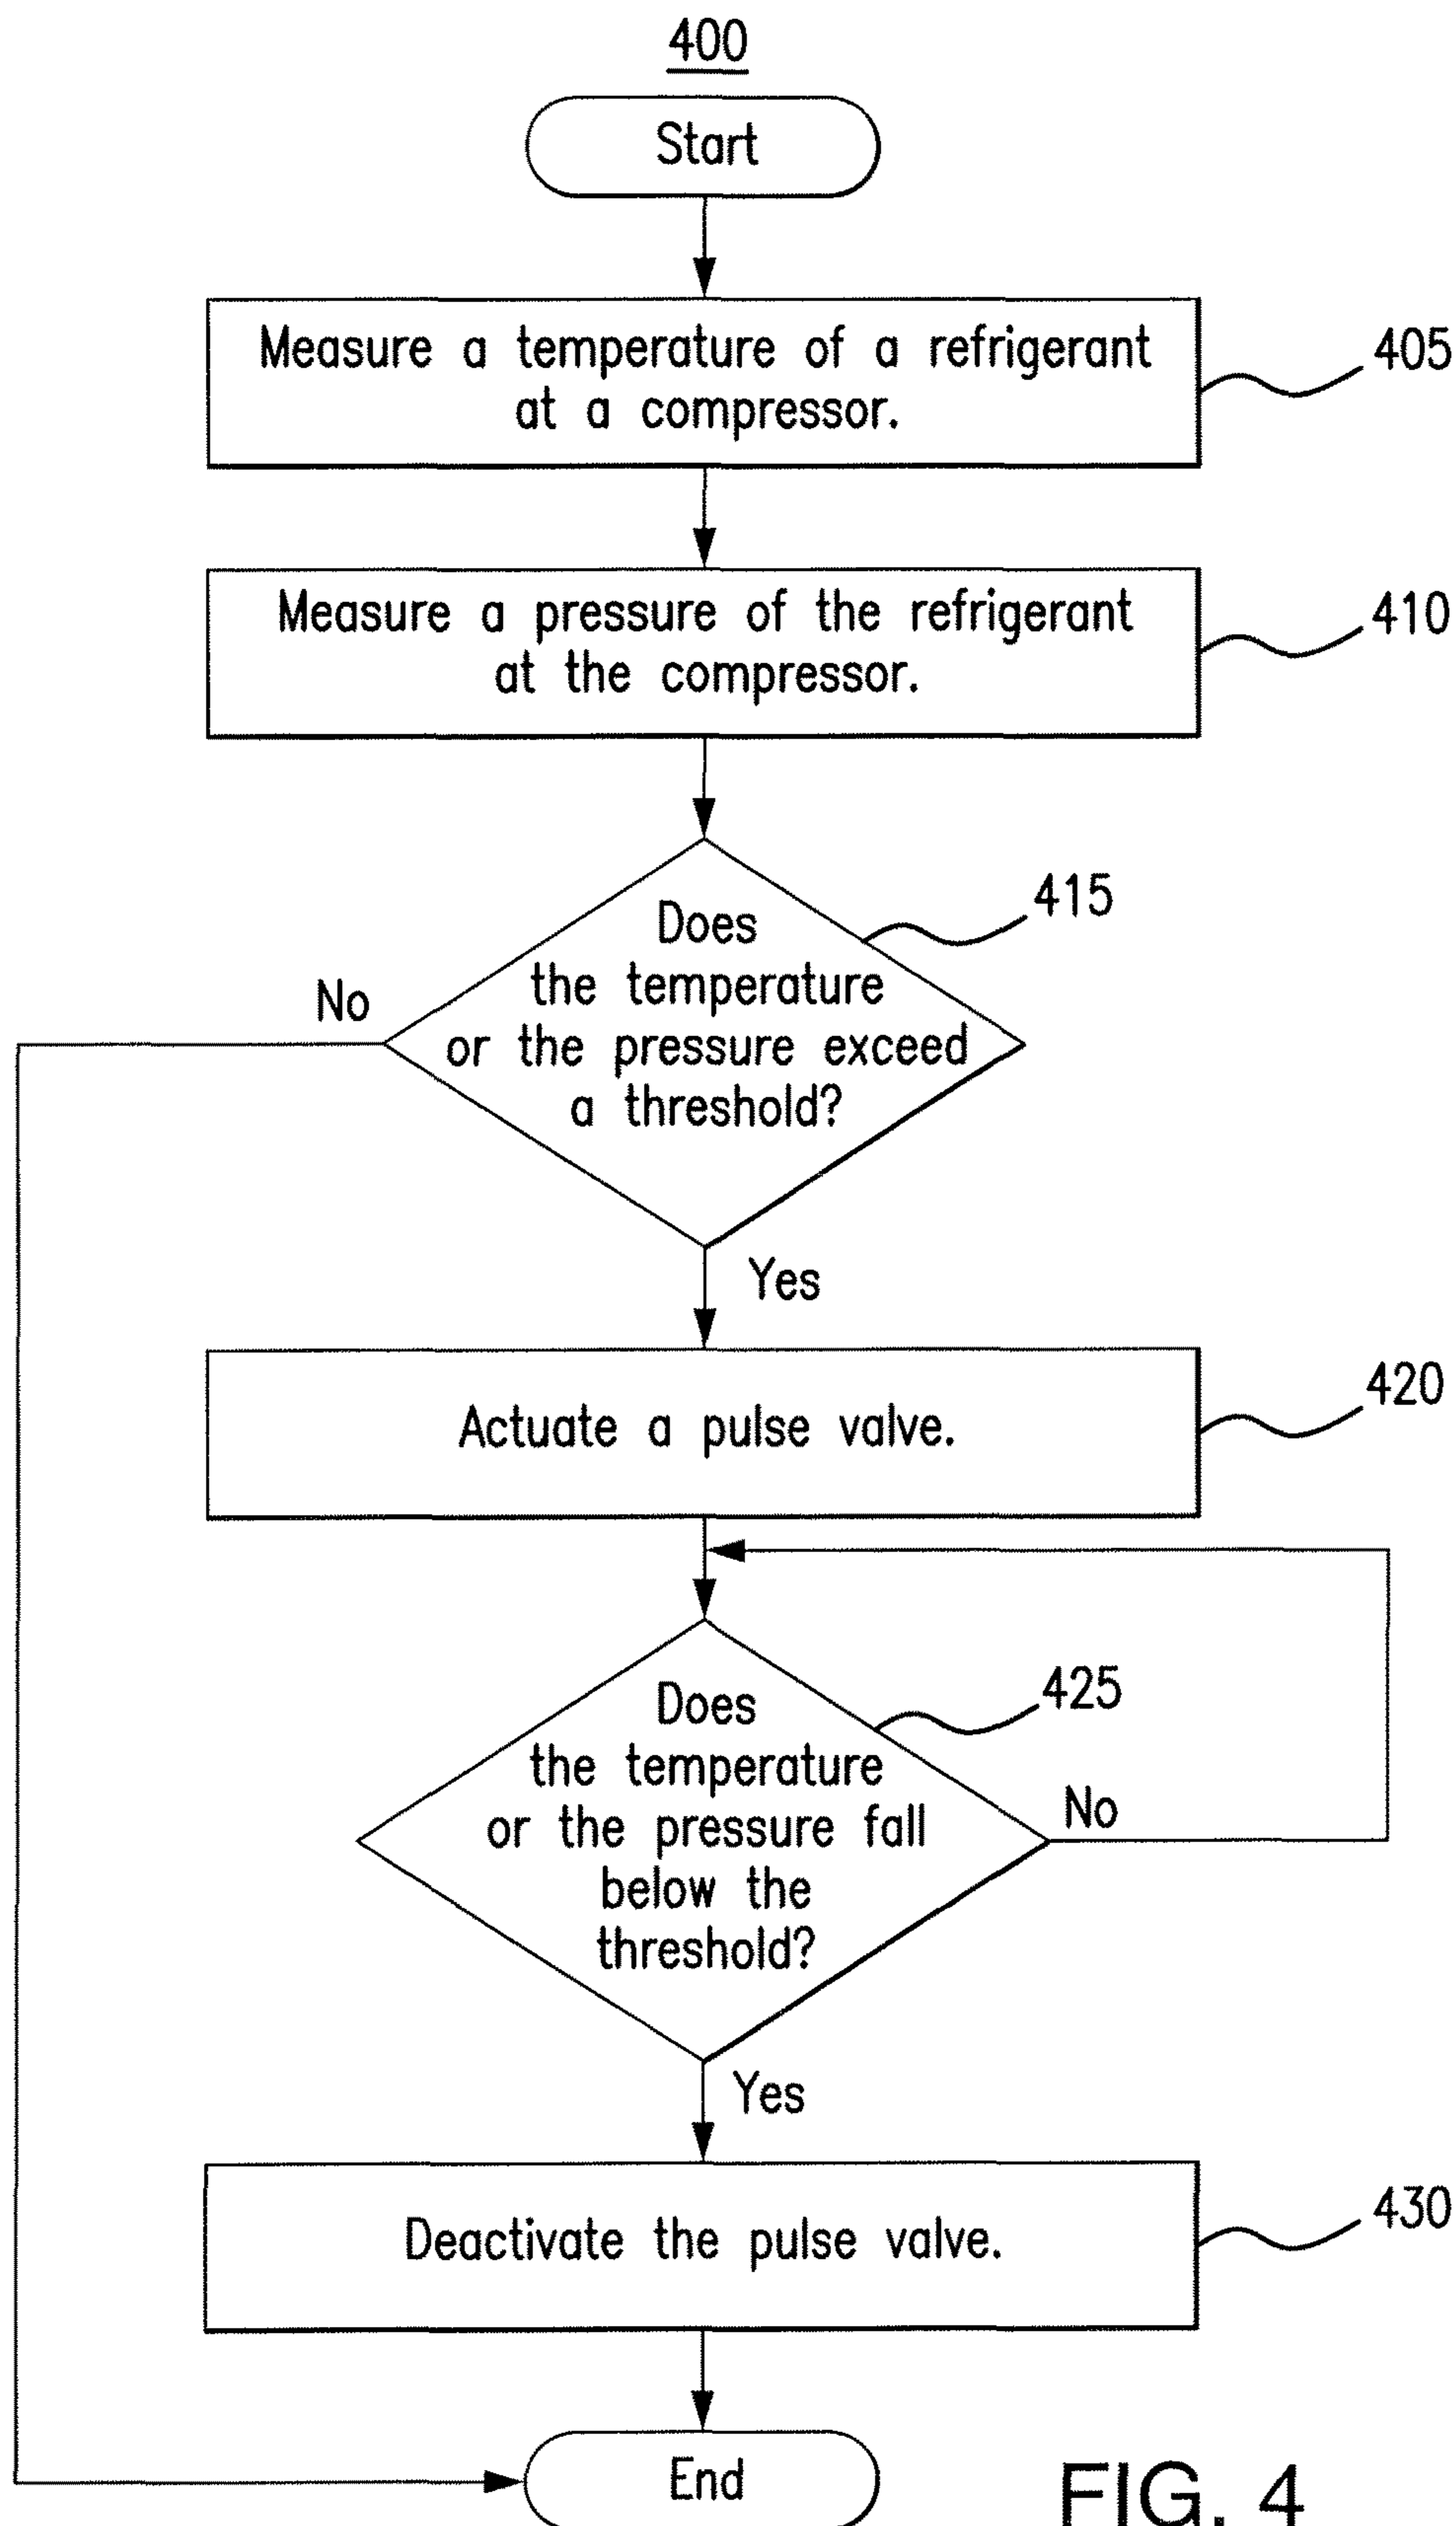 400
Start
Measure a temperature of a refrigerant
at a compressor.
405
Measure a pressure of the refrigerant
at the compressor.
410
Does
the temperature
or the pressure exceed
a threshold?
415
No
Yes
Actuate a pulse valve.
420
Does
the temperature
or the pressure fall
below the
threshold?
425
No
Yes
Deactivate the pulse valve.
430
End
FIG. 4